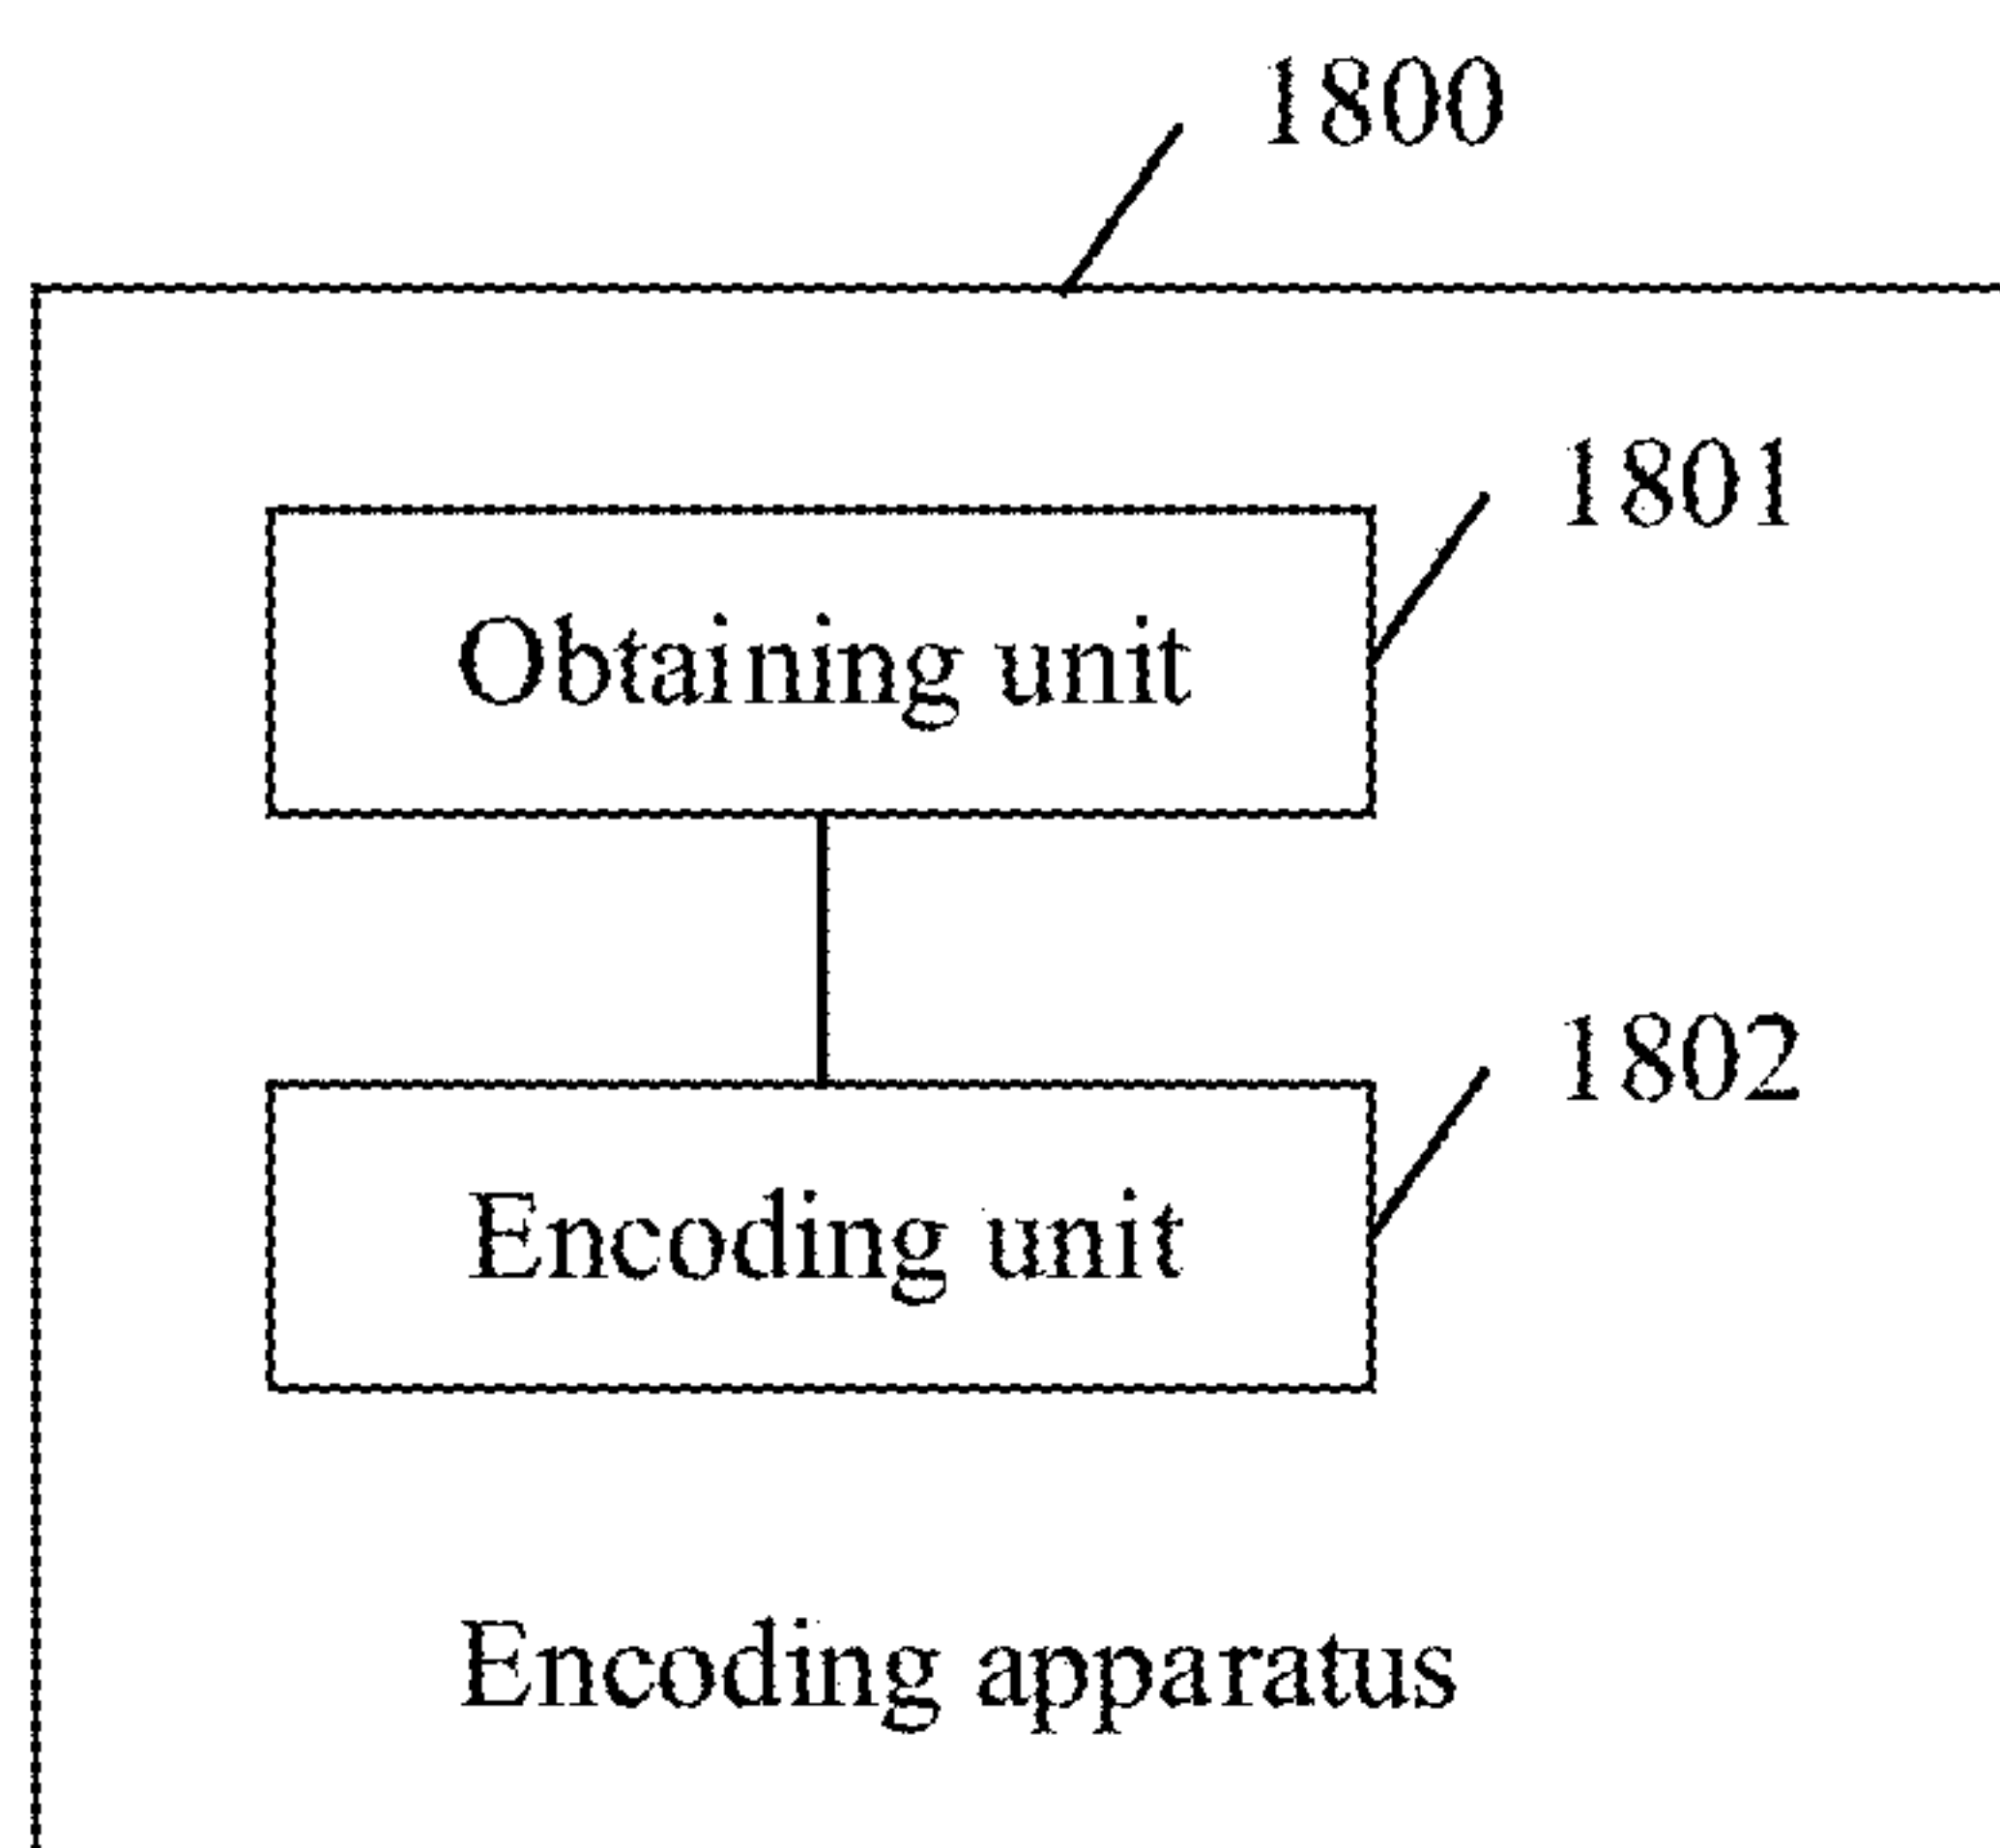 1800
1801
Obtaining unit
1802
Encoding unit
Encoding apparatus